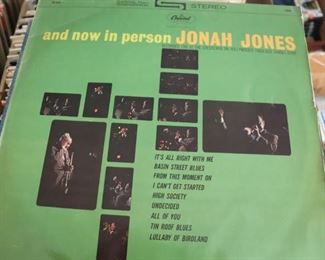 STEREO
Capitol
and now in person JONAH JONES
IT'S ALL RIGHT WITH ME
BASIN STREET BLUES
FROM THIS MOMENT ON
I CAN'T GET STARTED
HIGH SOCIETY
UNDECIDED
ALL OF YOU
TIN ROOF BLUES
LULLABY OF BIRDLAND